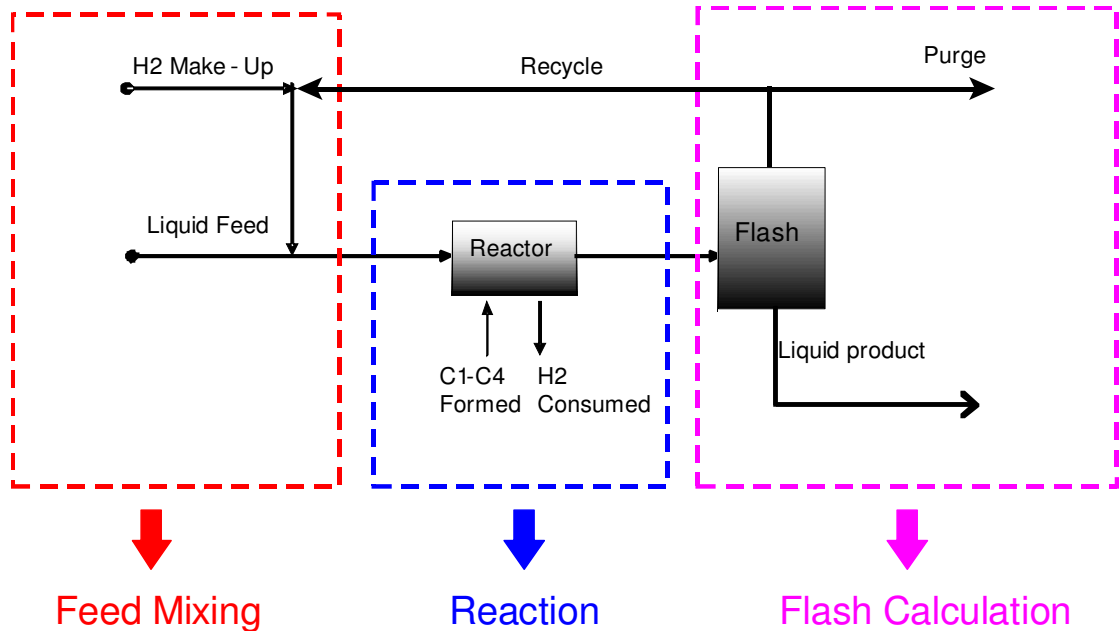 H2 Make - Up
Recycle
Purge
Liquid Feed
Reactor
Flash
C1-C4
Formed
H2
Consumed
Liquid product
Feed Mixing
Reaction
Flash Calculation